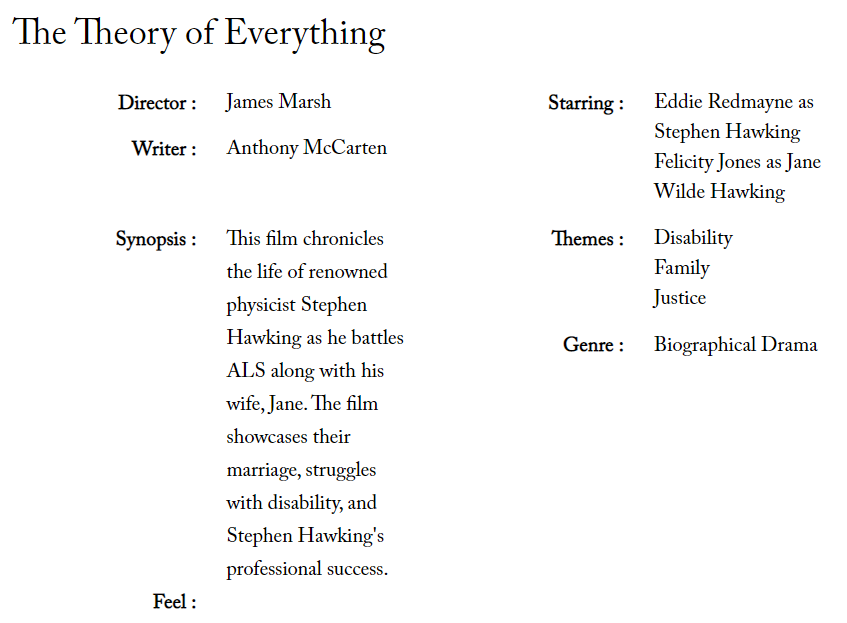 The Theory of Everything
Director : James Marsh
Writer : Anthony McCarten
Synopsis : This film chronicles
the life of renowned
physicist Stephen
Hawking as he battles
ALS along with his
wife, Jane. The film
showcases their
marriage, struggles
with disability, and
Stephen Hawking's
professional success.
Feel :
Starring : Eddie Redmayne as
Stephen Hawking
Felicity Jones as Jane
Wilde Hawking
Themes : Disability
Family
Justice
Genre : Biographical Drama